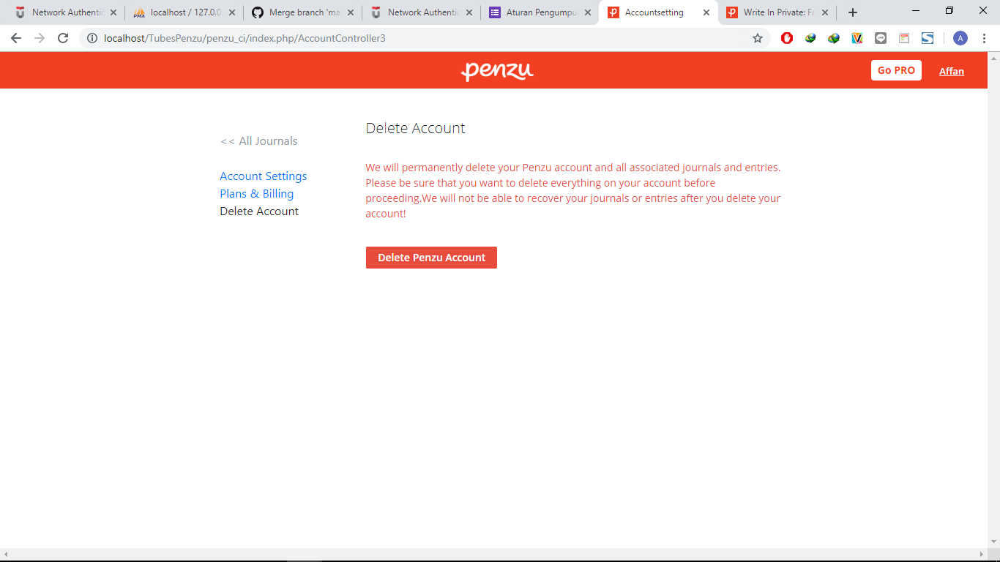 Network Authentic
localhost / 127.0.0.
Merge branch 'ma
Network Authentic
Aturan Pengumpu
Accountsetting
Write In Private: Fr
localhost/TubesPenzu/penzu_ci/index.php/AccountController3
A
penzu
Go PRO
Affan
Delete Account
<< All Journals
Account Settings
Plans & Billing
Delete Account
We will permanently delete your Penzu account and all associated journals and entries.
Please be sure that you want to delete everything on your account before
proceeding.We will not be able to recover your journals or entries after you delete your
account!
Delete Penzu Account